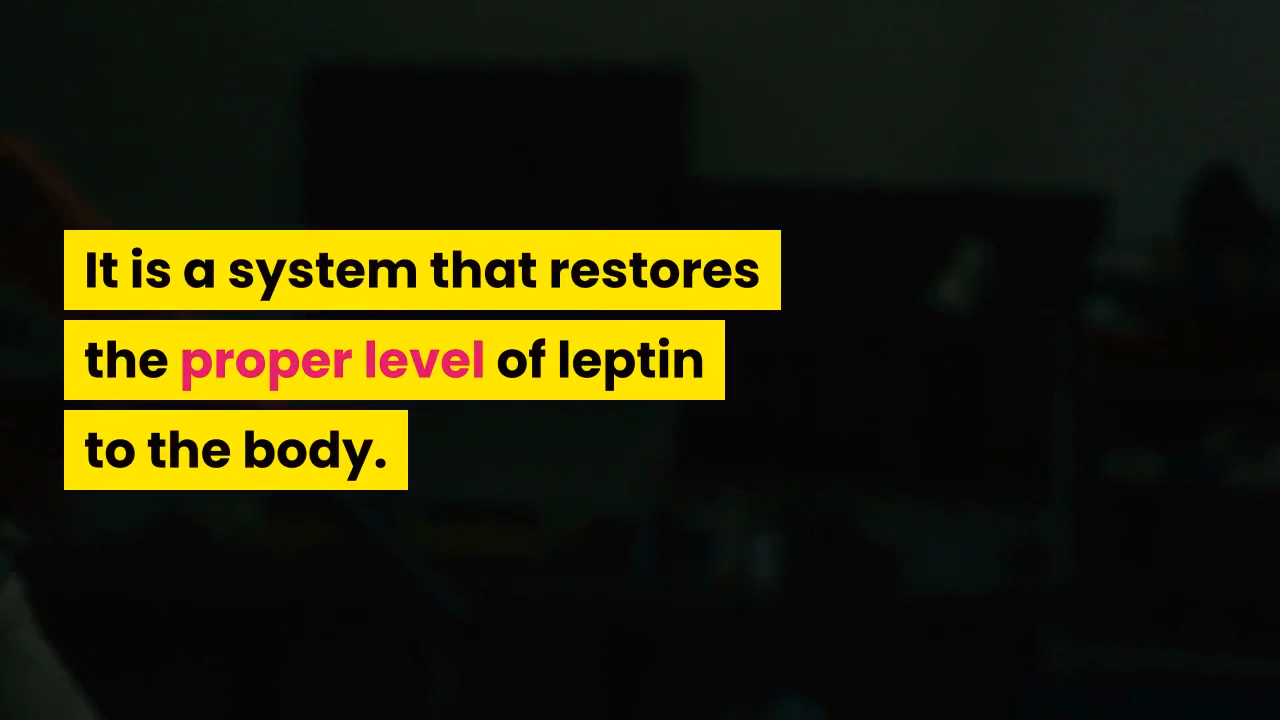 It is a system that restores
the proper level of leptin
to the body.